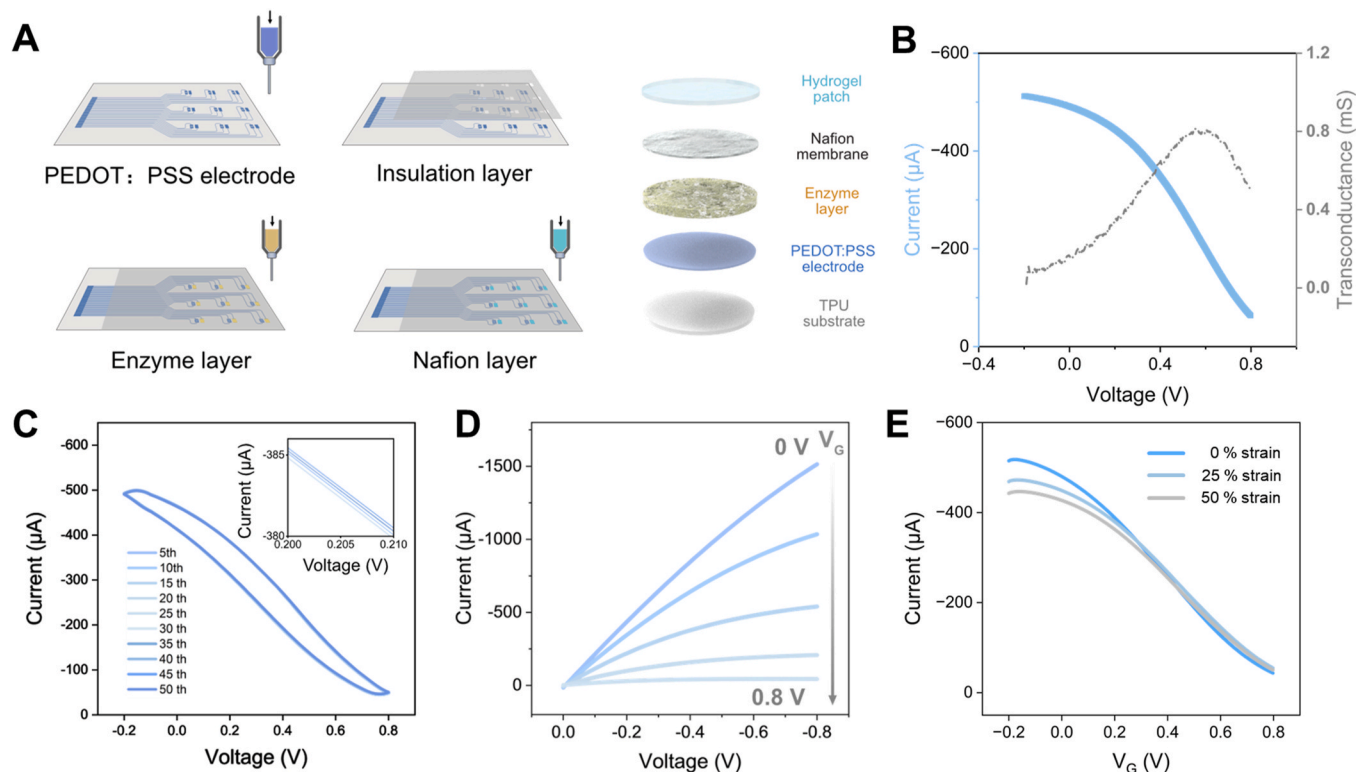 A
PEDOT：PSS electrode
Insulation layer
Enzyme layer
Nafion layer
Hydrogel
patch
Nafion
membrane
Enzyme
layer
PEDOT:PSS
electrode
TPU
substrate
B
Current (µA)
−600
−400
−200
0
−0.4
0.0
0.4
0.8
Voltage (V)
1.2
0.8
0.4
0.0
Transconductance (mS)
C
Current (µA)
-600
-500
-400
-300
-200
-100
0
-0.2
0.0
0.2
0.4
0.6
0.8
Voltage (V)
5th
10th
15 th
20 th
25 th
30 th
35 th
40 th
45 th
50 th
Current (µA)
-385
-380
0.200
0.205
0.210
Voltage (V)
D
Current (µA)
-1500
-1000
-500
0
0.0
-0.2
-0.4
-0.6
-0.8
Voltage (V)
0 V
VG
0.8 V
E
Current (µA)
−600
−400
−200
0
−0.2
0.0
0.2
0.4
0.6
0.8
VG (V)
0 % strain
25 % strain
50 % strain